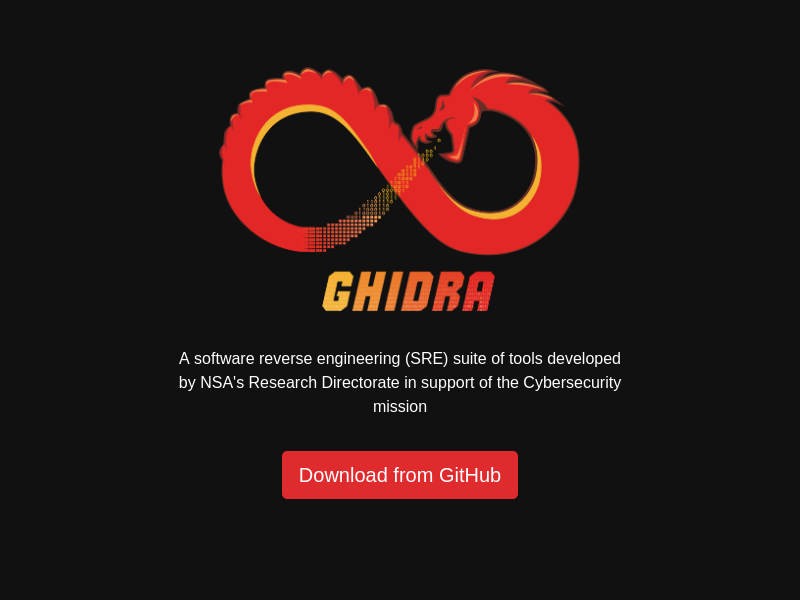 GHIDRA
A software reverse engineering (SRE) suite of tools developed
by NSA's Research Directorate in support of the Cybersecurity
mission
Download from GitHub